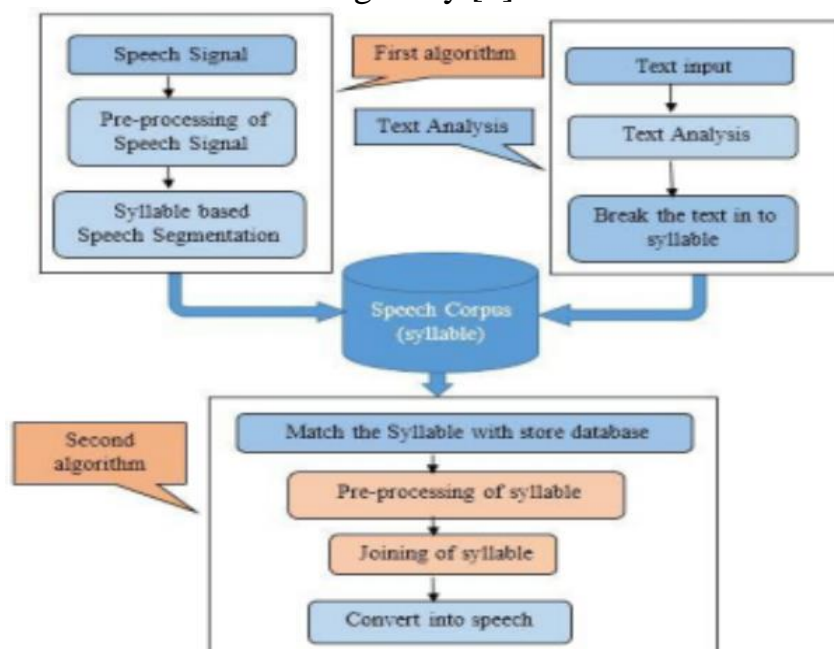 Speech Signal
Pre-processing of
Speech Signal
Syllable based
Speech Segmentation
First algorithm
Text Analysis
Text input
Text Analysis
Break the text in to
syllable
Speech Corpus
(syllable)
Second
algorithm
Match the Syllable with store database
Pre-processing of syllable
Joining of syllable
Convert into speech